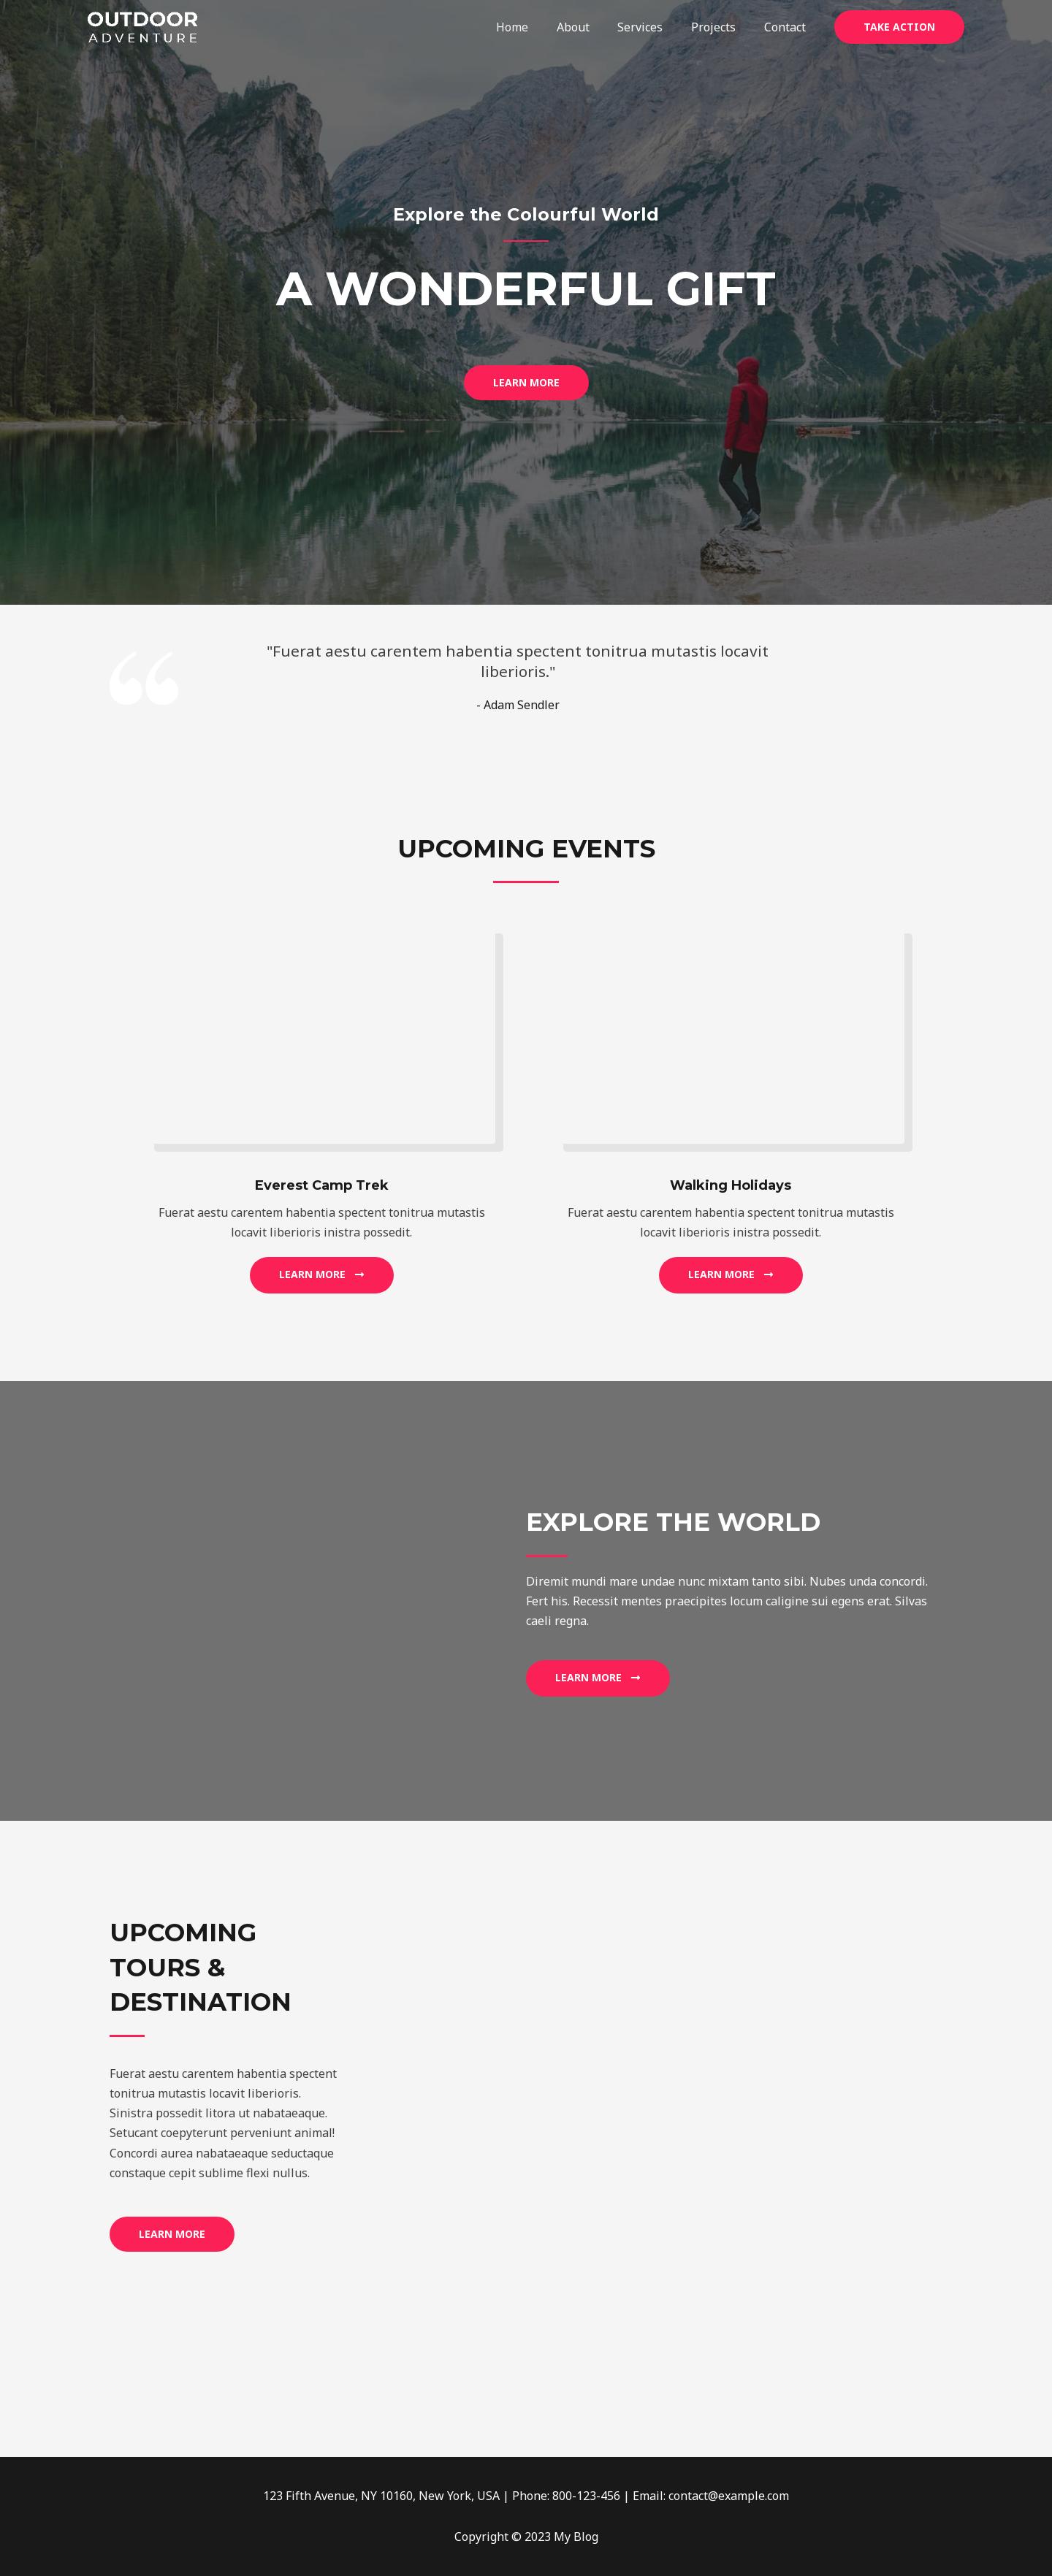 OUTDOOR
ADVENTURE
Home About Services Projects Contact TAKE ACTION
Explore the Colourful World
A WONDERFUL GIFT
LEARN MORE
"Fuerat aestu carentem habentia spectent tonitrua mutastis locavit
liberioris."
- Adam Sendler
UPCOMING EVENTS
Everest Camp Trek
Fuerat aestu carentem habentia spectent tonitrua mutastis
locavit liberioris inistra possedit.
LEARN MORE
Walking Holidays
Fuerat aestu carentem habentia spectent tonitrua mutastis
locavit liberioris inistra possedit.
LEARN MORE
EXPLORE THE WORLD
Diremit mundi mare undae nunc mixtam tanto sibi. Nubes unda concordi.
Fert his. Recessit mentes praecipites locum caligine sui egens erat. Silvas
caeli regna.
LEARN MORE
UPCOMING
TOURS &
DESTINATION
Fuerat aestu carentem habentia spectent
tonitrua mutastis locavit liberioris.
Sinistra possedit litora ut nabataeaque.
Setucant coepyterunt perveniunt animal!
Concordi aurea nabataeaque seductaque
constaque cepit sublime flexi nullus.
LEARN MORE
123 Fifth Avenue, NY 10160, New York, USA | Phone: 800-123-456 | Email: contact@example.com
Copyright © 2023 My Blog